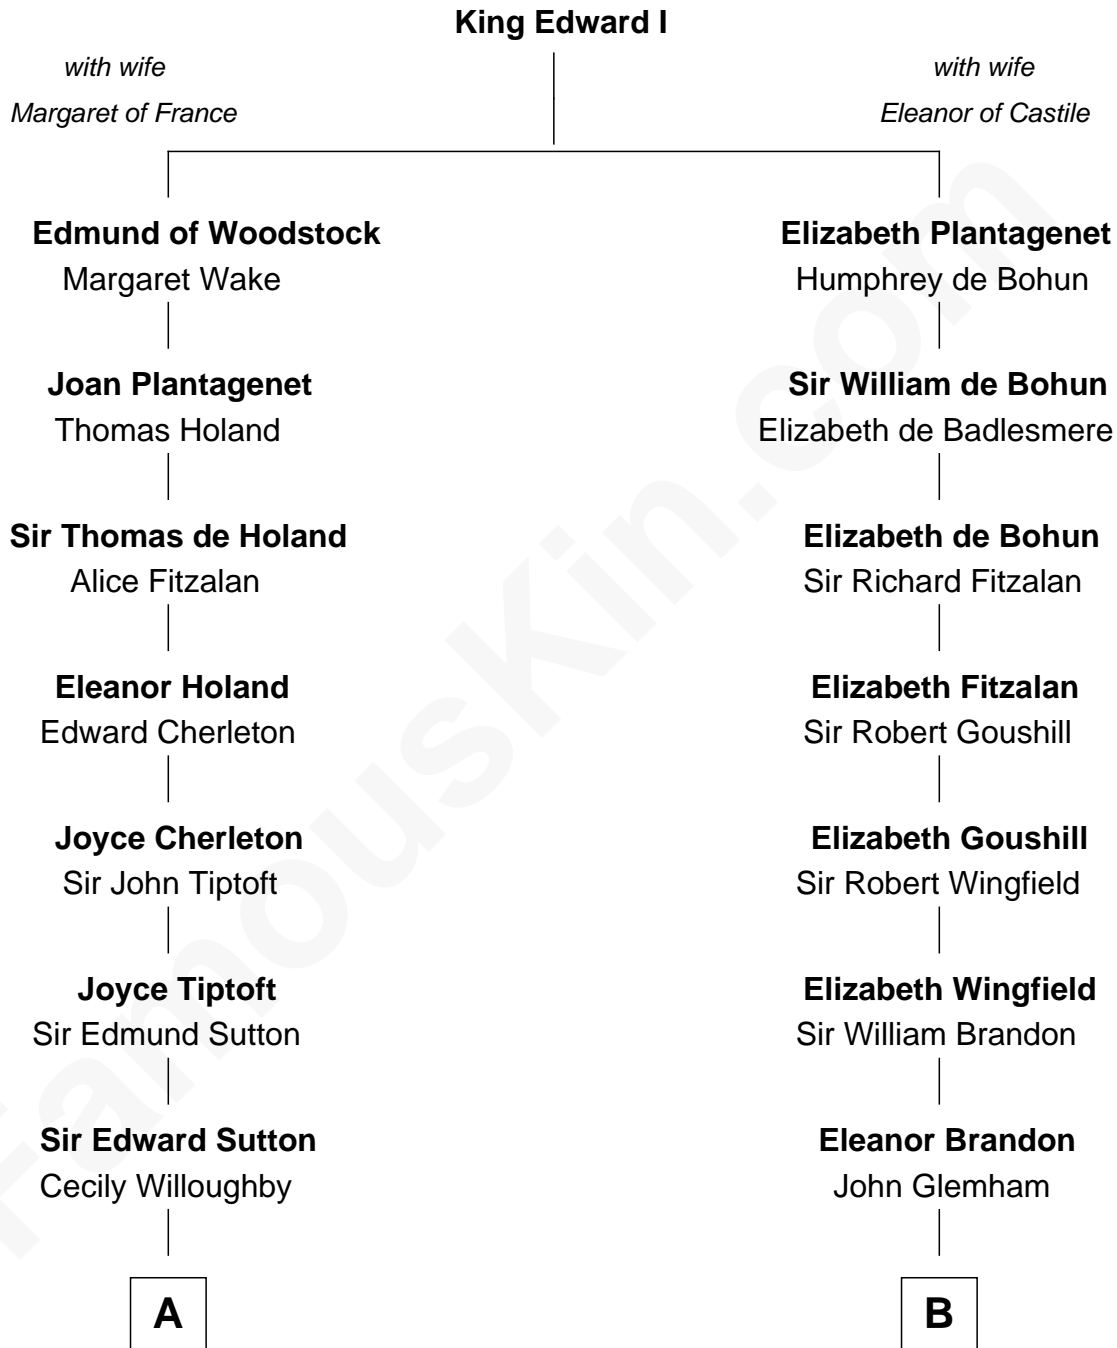 King Edward I
with wife
Margaret of France
with wife
Eleanor of Castile
Edmund of Woodstock
Margaret Wake
Elizabeth Plantagenet
Humphrey de Bohun
Joan Plantagenet
Thomas Holand
Sir William de Bohun
Elizabeth de Badlesmere
Sir Thomas de Holand
Alice Fitzalan
Elizabeth de Bohun
Sir Richard Fitzalan
Eleanor Holand
Edward Cherleton
Elizabeth Fitzalan
Sir Robert Goushill
Joyce Cherleton
Sir John Tiptoft
Elizabeth Goushill
Sir Robert Wingfield
Joyce Tiptoft
Sir Edmund Sutton
Elizabeth Wingfield
Sir William Brandon
Sir Edward Sutton
Cecily Willoughby
Eleanor Brandon
John Glemham
A
B
FamousKin.com